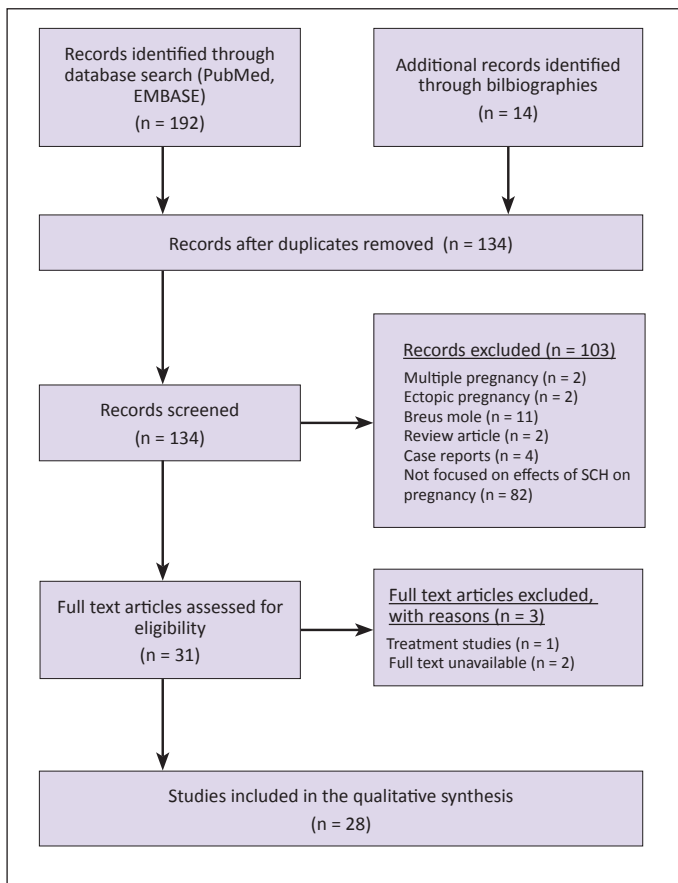 Records identified through
database search (PubMed,
EMBASE)
(n = 192)
Additional records identified
through bilbiographies
(n = 14)
Records after duplicates removed (n = 134)
Records screened
(n = 134)
Records excluded (n = 103)
Multiple pregnancy (n = 2)
Ectopic pregnancy (n = 2)
Breus mole (n = 11)
Review article (n = 2)
Case reports (n = 4)
Not focused on effects of SCH on
pregnancy (n = 82)
Full text articles assessed for
eligibility
(n = 31)
Full text articles excluded,
with reasons (n = 3)
Treatment studies (n = 1)
Full text unavailable (n = 2)
Studies included in the qualitative synthesis
(n = 28)